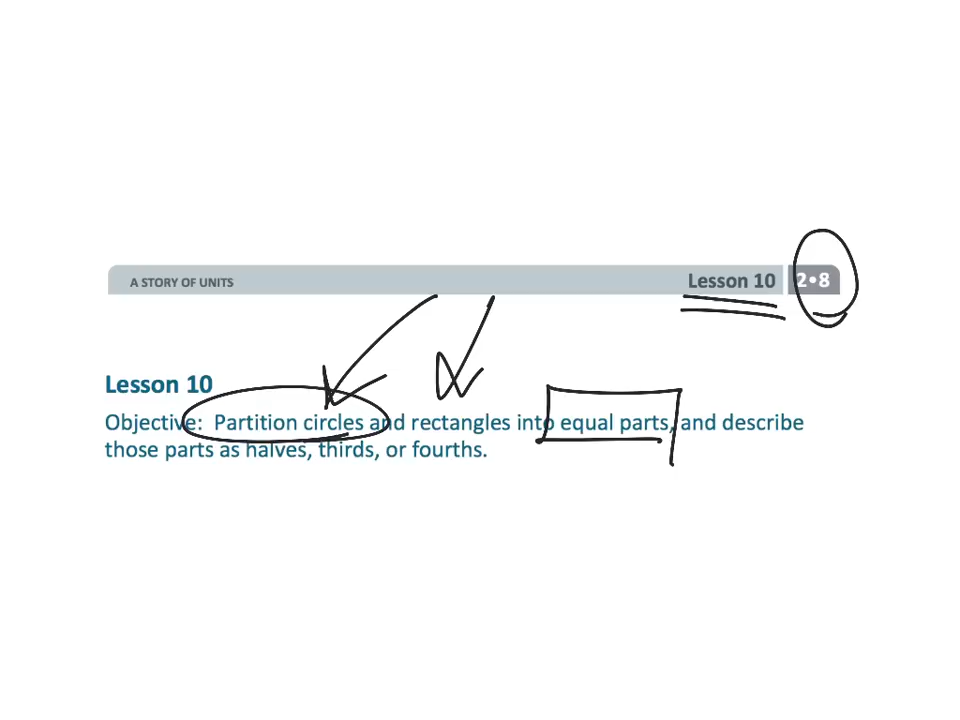 A STORY OF UNITS Lesson 10 2•8
Lesson 10
Objective: Partition circles and rectangles into equal parts, and describe
those parts as halves, thirds, or fourths.